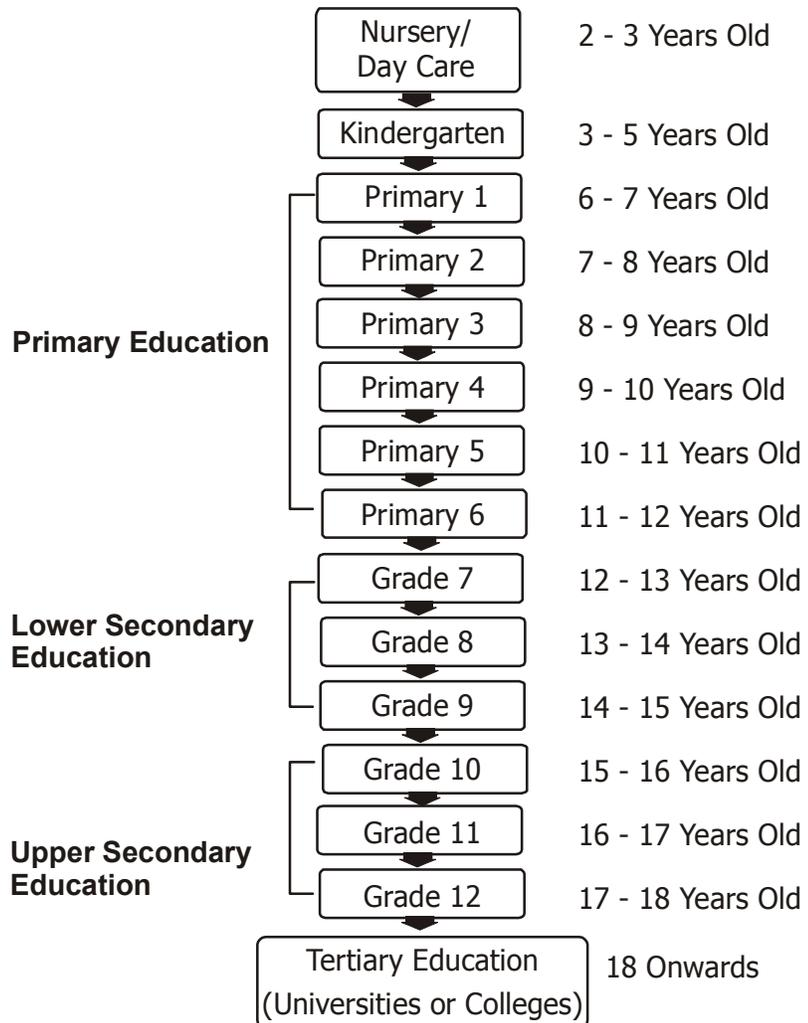 Nursery/
Day Care
2 - 3 Years Old
Kindergarten
3 - 5 Years Old
Primary 1
6 - 7 Years Old
Primary 2
7 - 8 Years Old
Primary Education
Primary 3
8 - 9 Years Old
Primary 4
9 - 10 Years Old
Primary 5
10 - 11 Years Old
Primary 6
11 - 12 Years Old
Grade 7
12 - 13 Years Old
Lower Secondary
Education
Grade 8
13 - 14 Years Old
Grade 9
14 - 15 Years Old
Grade 10
15 - 16 Years Old
Upper Secondary
Education
Grade 11
16 - 17 Years Old
Grade 12
17 - 18 Years Old
Tertiary Education
(Universities or Colleges)
18 Onwards